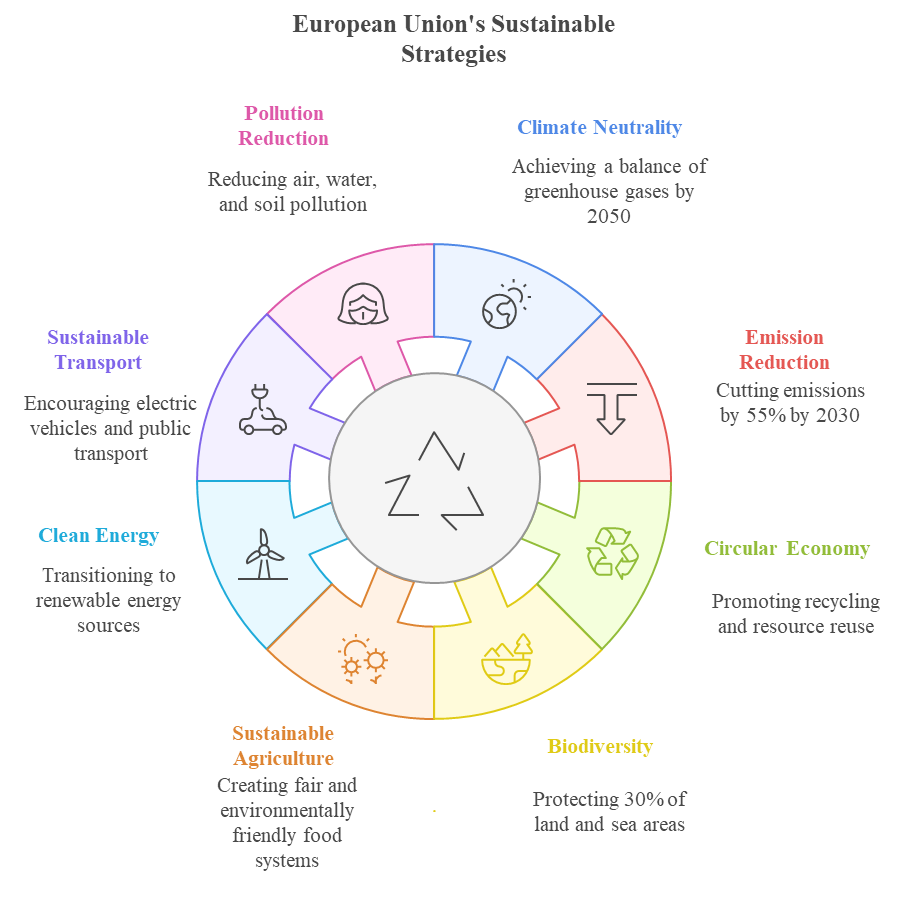 European Union's Sustainable
Strategies
Pollution
Reduction
Reducing air, water,
and soil pollution
Climate Neutrality
Achieving a balance of
greenhouse gases by
2050
Sustainable
Transport
Encouraging electric
vehicles and public
transport
Emission
Reduction
Cutting emissions
by 55% by 2030
Clean Energy
Transitioning to
renewable energy
sources
Circular Economy
Promoting recycling
and resource reuse
Sustainable
Agriculture
Creating fair and
environmentally
friendly food
systems
Biodiversity
Protecting 30% of
land and sea areas